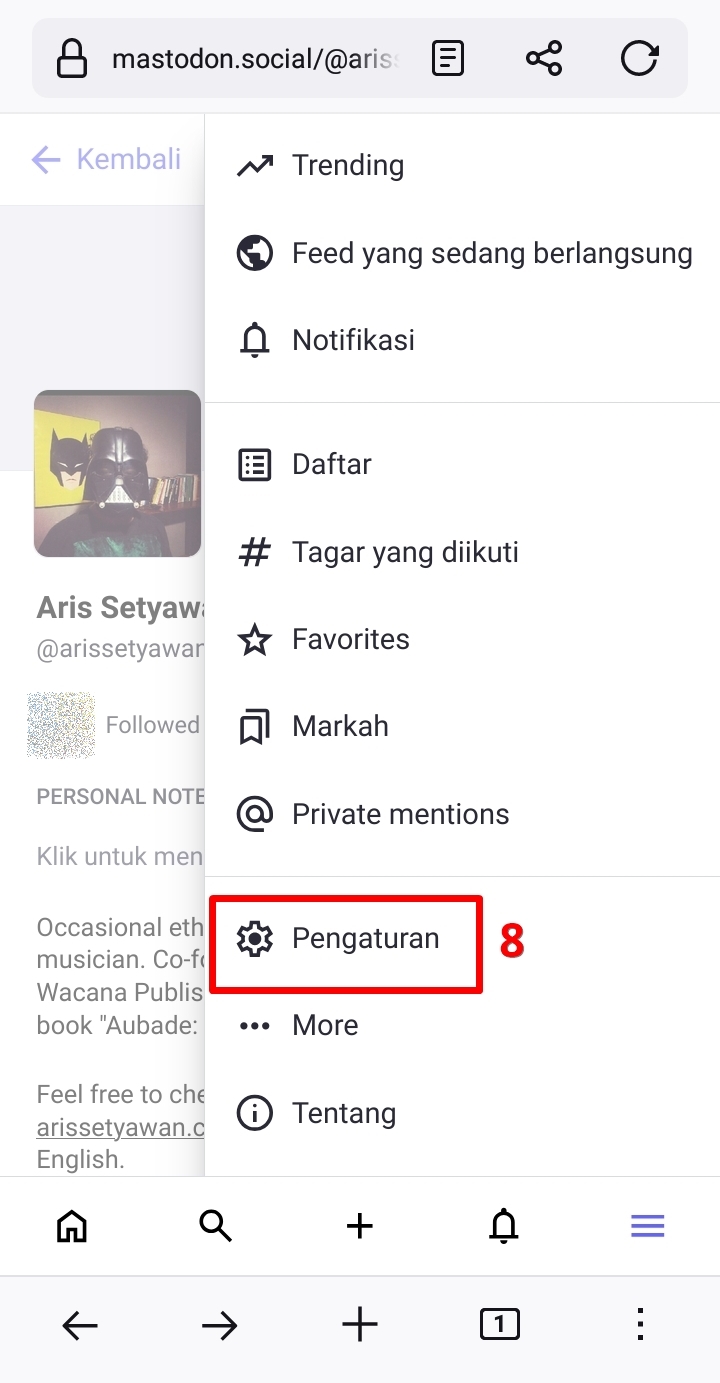 mastodon.social/@aris
Kembali
Trending
Feed yang sedang berlangsung
Notifikasi
Daftar
Tagar yang diikuti
Favorites
Markah
Private mentions
Pengaturan
8
More
Tentang
Aris Setyawa
@arissetyawan
Followed
PERSONAL NOTE
Klik untuk men
Occasional eth
musician. Co-fo
Wacana Publis
book "Aubade:
Feel free to che
arissetyawan.c
English.
1